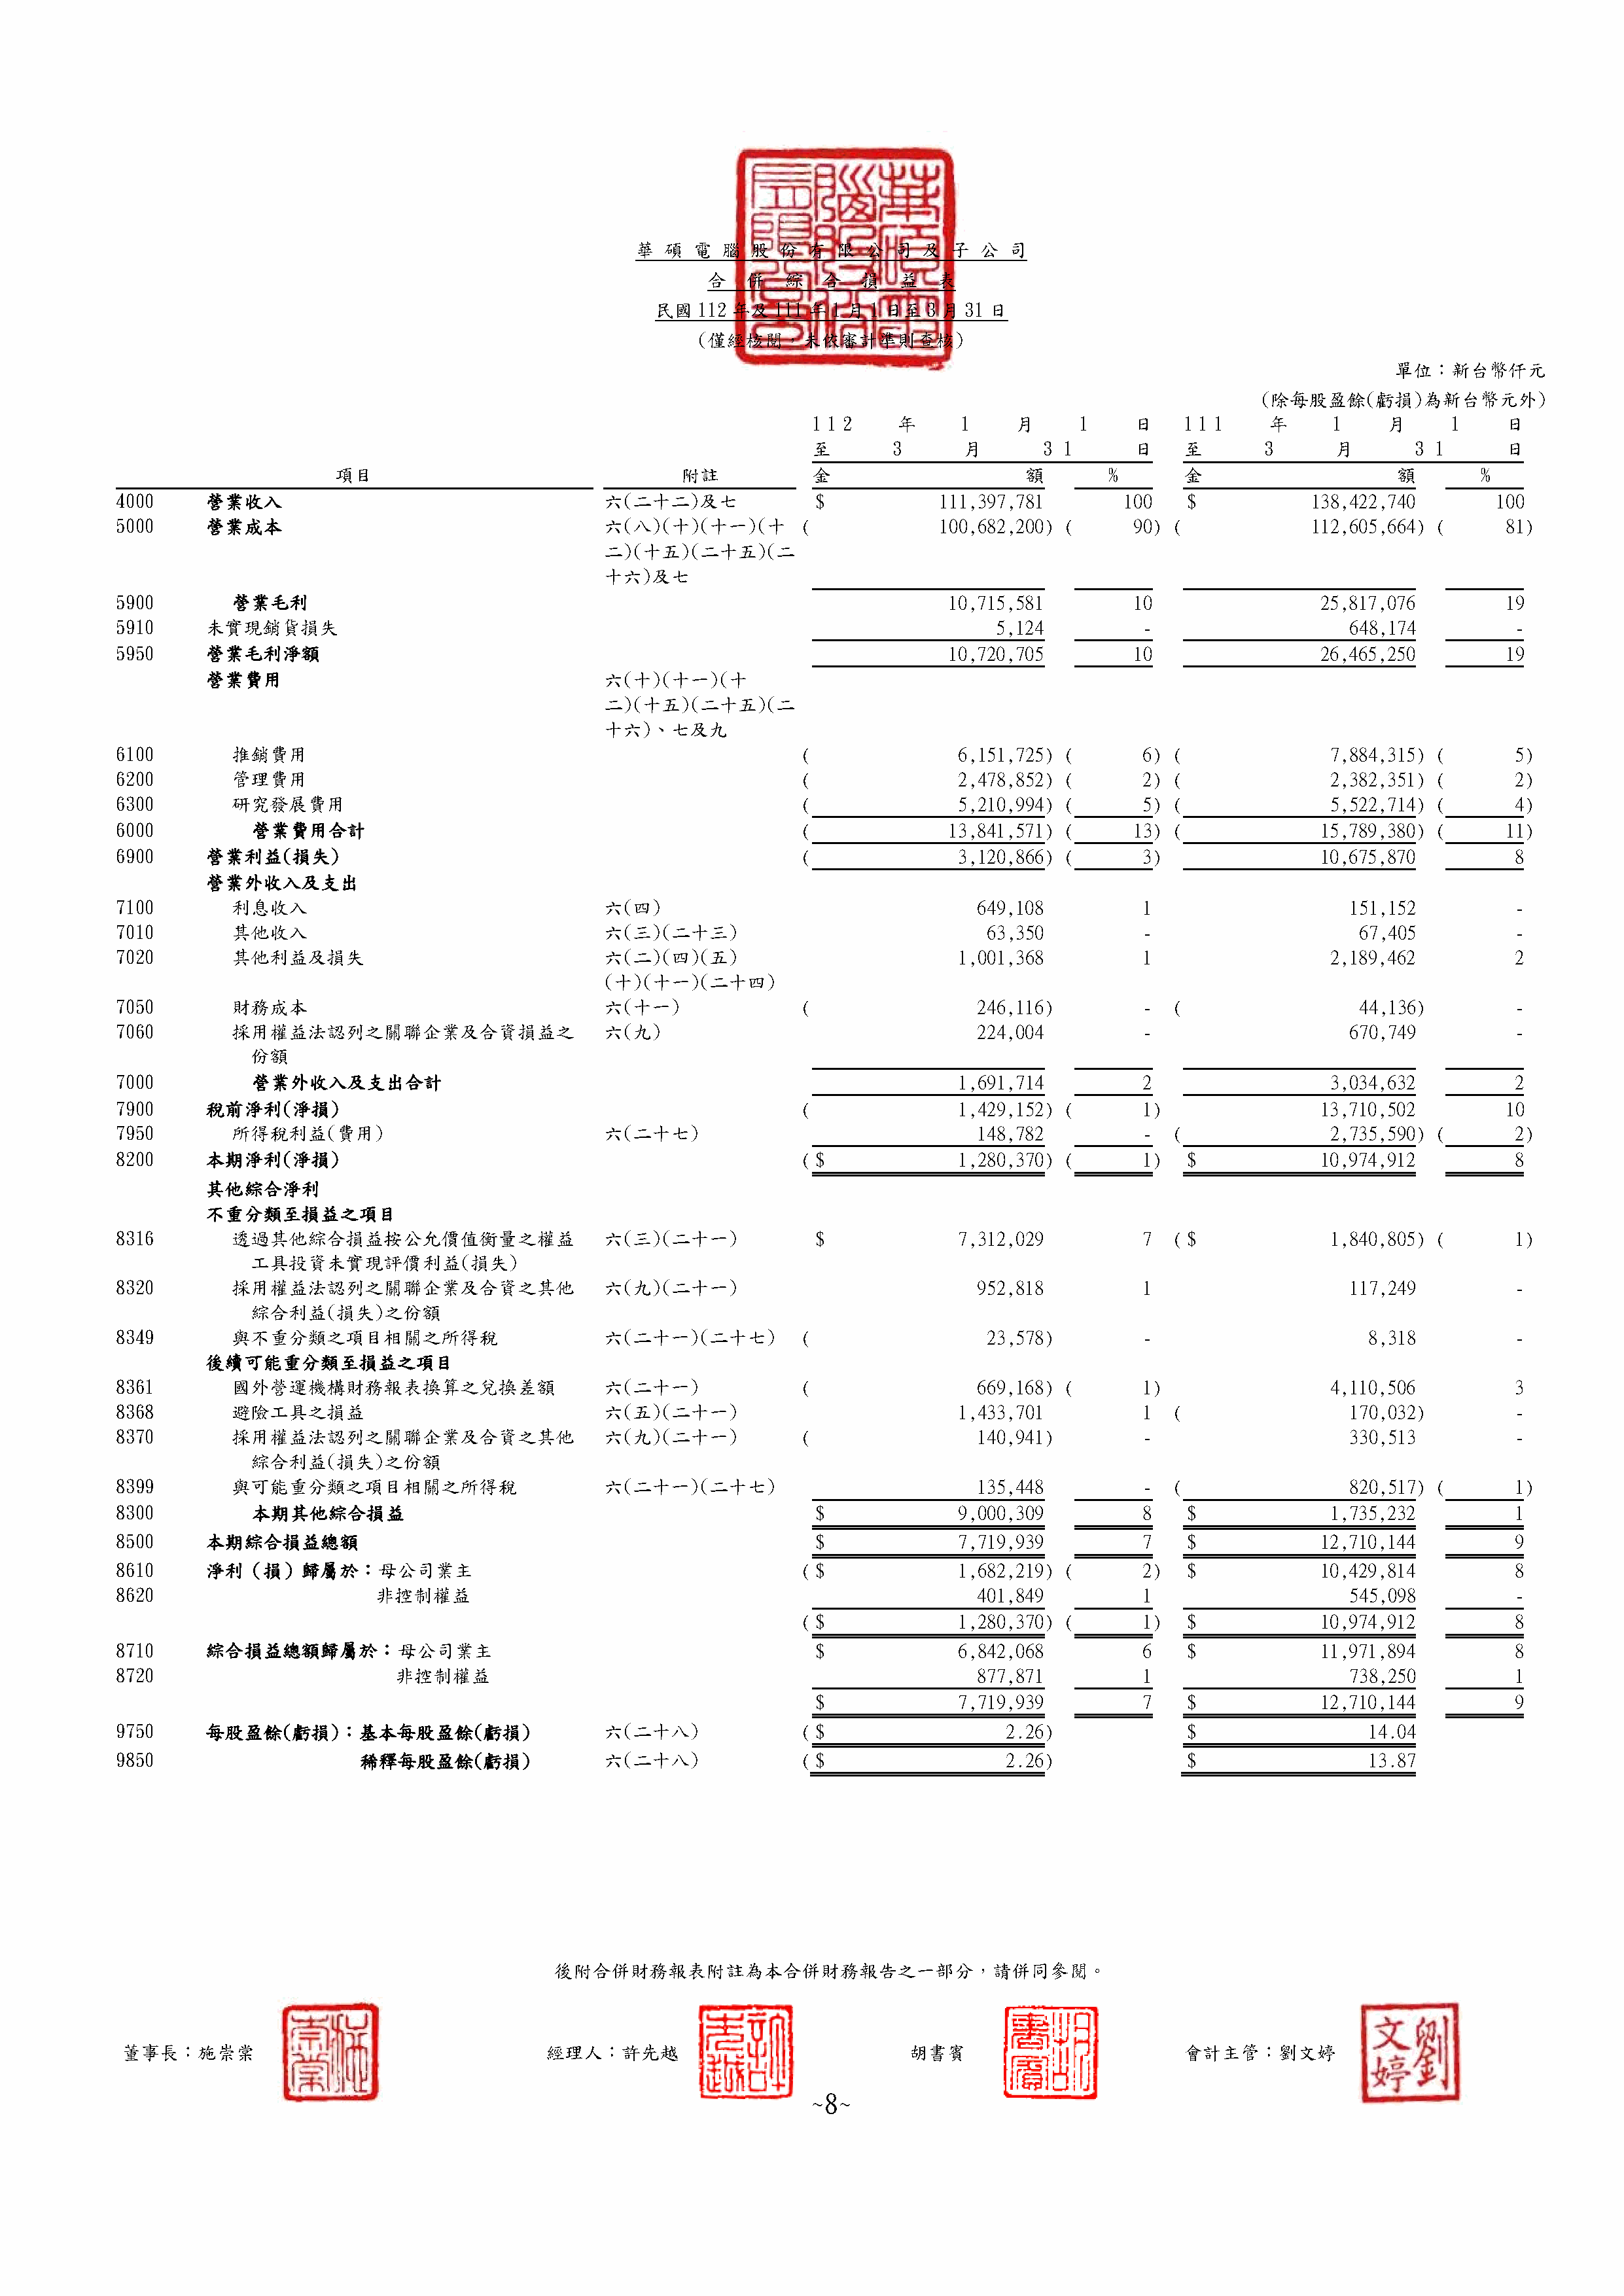 華碩電腦股份有限公司及子公司
合併綜合損益表
民國112年及111年1月1日至3月31日
(僅經核閱，未依審計準則查核)
單位：新台幣仟元
(除每股盈餘(虧損)為新台幣元外)
112 年 1 月 1 日 111 年 1 月 1 日
至 3 月 31 日 至 3 月 31 日
項目 附註 金 額 % 金 額 %
4000 營業收入 六(二十二)及七 $ 111,397,781 100 $ 138,422,740 100
5000 營業成本 六(八)(十)(十一)(十 ( 100,682,200) ( 90) ( 112,605,664) ( 81)
二)(十五)(二十五)(二
十六)及七
5900 營業毛利 10,715,581 10 25,817,076 19
5910 未實現銷貨損失 5,124 - 648,174 -
5950 營業毛利淨額 10,720,705 10 26,465,250 19
營業費用 六(十)(十一)(十
二)(十五)(二十五)(二
十六)、七及九
6100 推銷費用 ( 6,151,725) ( 6) ( 7,884,315) ( 5)
6200 管理費用 ( 2,478,852) ( 2) ( 2,382,351) ( 2)
6300 研究發展費用 ( 5,210,994) ( 5) ( 5,522,714) ( 4)
6000 營業費用合計 ( 13,841,571) ( 13) ( 15,789,380) ( 11)
6900 營業利益(損失) ( 3,120,866) ( 3) 10,675,870 8
營業外收入及支出
7100 利息收入 六(四) 649,108 1 151,152 -
7010 其他收入 六(三)(二十三) 63,350 - 67,405 -
7020 其他利益及損失 六(二)(四)(五) 1,001,368 1 2,189,462 2
(十)(十一)(二十四)
7050 財務成本 六(十一) ( 246,116) - ( 44,136) -
7060 採用權益法認列之關聯企業及合資損益之 六(九) 224,004 - 670,749 -
份額
7000 營業外收入及支出合計 1,691,714 2 3,034,632 2
7900 稅前淨利(淨損) ( 1,429,152) ( 1) 13,710,502 10
7950 所得稅利益(費用) 六(二十七) 148,782 - ( 2,735,590) ( 2)
8200 本期淨利(淨損) ($ 1,280,370) ( 1) $ 10,974,912 8
其他綜合淨利
不重分類至損益之項目
8316 透過其他綜合損益按公允價值衡量之權益 六(三)(二十一) $ 7,312,029 7 ($ 1,840,805) ( 1)
工具投資未實現評價利益(損失)
8320 採用權益法認列之關聯企業及合資之其他 六(九)(二十一) 952,818 1 117,249 -
綜合利益(損失)之份額
8349 與不重分類之項目相關之所得稅 六(二十一)(二十七) ( 23,578) - 8,318 -
後續可能重分類至損益之項目
8361 國外營運機構財務報表換算之兌換差額 六(二十一) ( 669,168) ( 1) 4,110,506 3
8368 避險工具之損益 六(五)(二十一) 1,433,701 1 ( 170,032) -
8370 採用權益法認列之關聯企業及合資之其他 六(九)(二十一) ( 140,941) - 330,513 -
綜合利益(損失)之份額
8399 與可能重分類之項目相關之所得稅 六(二十一)(二十七) 135,448 - ( 820,517) ( 1)
8300 本期其他綜合損益 $ 9,000,309 8 $ 1,735,232 1
8500 本期綜合損益總額 $ 7,719,939 7 $ 12,710,144 9
8610 淨利（損）歸屬於：母公司業主 ($ 1,682,219) ( 2) $ 10,429,814 8
8620 非控制權益 401,849 1 545,098 -
($ 1,280,370) ( 1) $ 10,974,912 8
8710 綜合損益總額歸屬於：母公司業主 $ 6,842,068 6 $ 11,971,894 8
8720 非控制權益 877,871 1 738,250 1
$ 7,719,939 7 $ 12,710,144 9
9750 每股盈餘(虧損)：基本每股盈餘(虧損) 六(二十八) ($ 2.26) $ 14.04
9850 稀釋每股盈餘(虧損) 六(二十八) ($ 2.26) $ 13.87
後附合併財務報表附註為本合併財務報告之一部分，請併同參閱。
董事長：施崇棠 經理人：許先越 胡書賓 會計主管：劉文婷
劉文婷
~8~